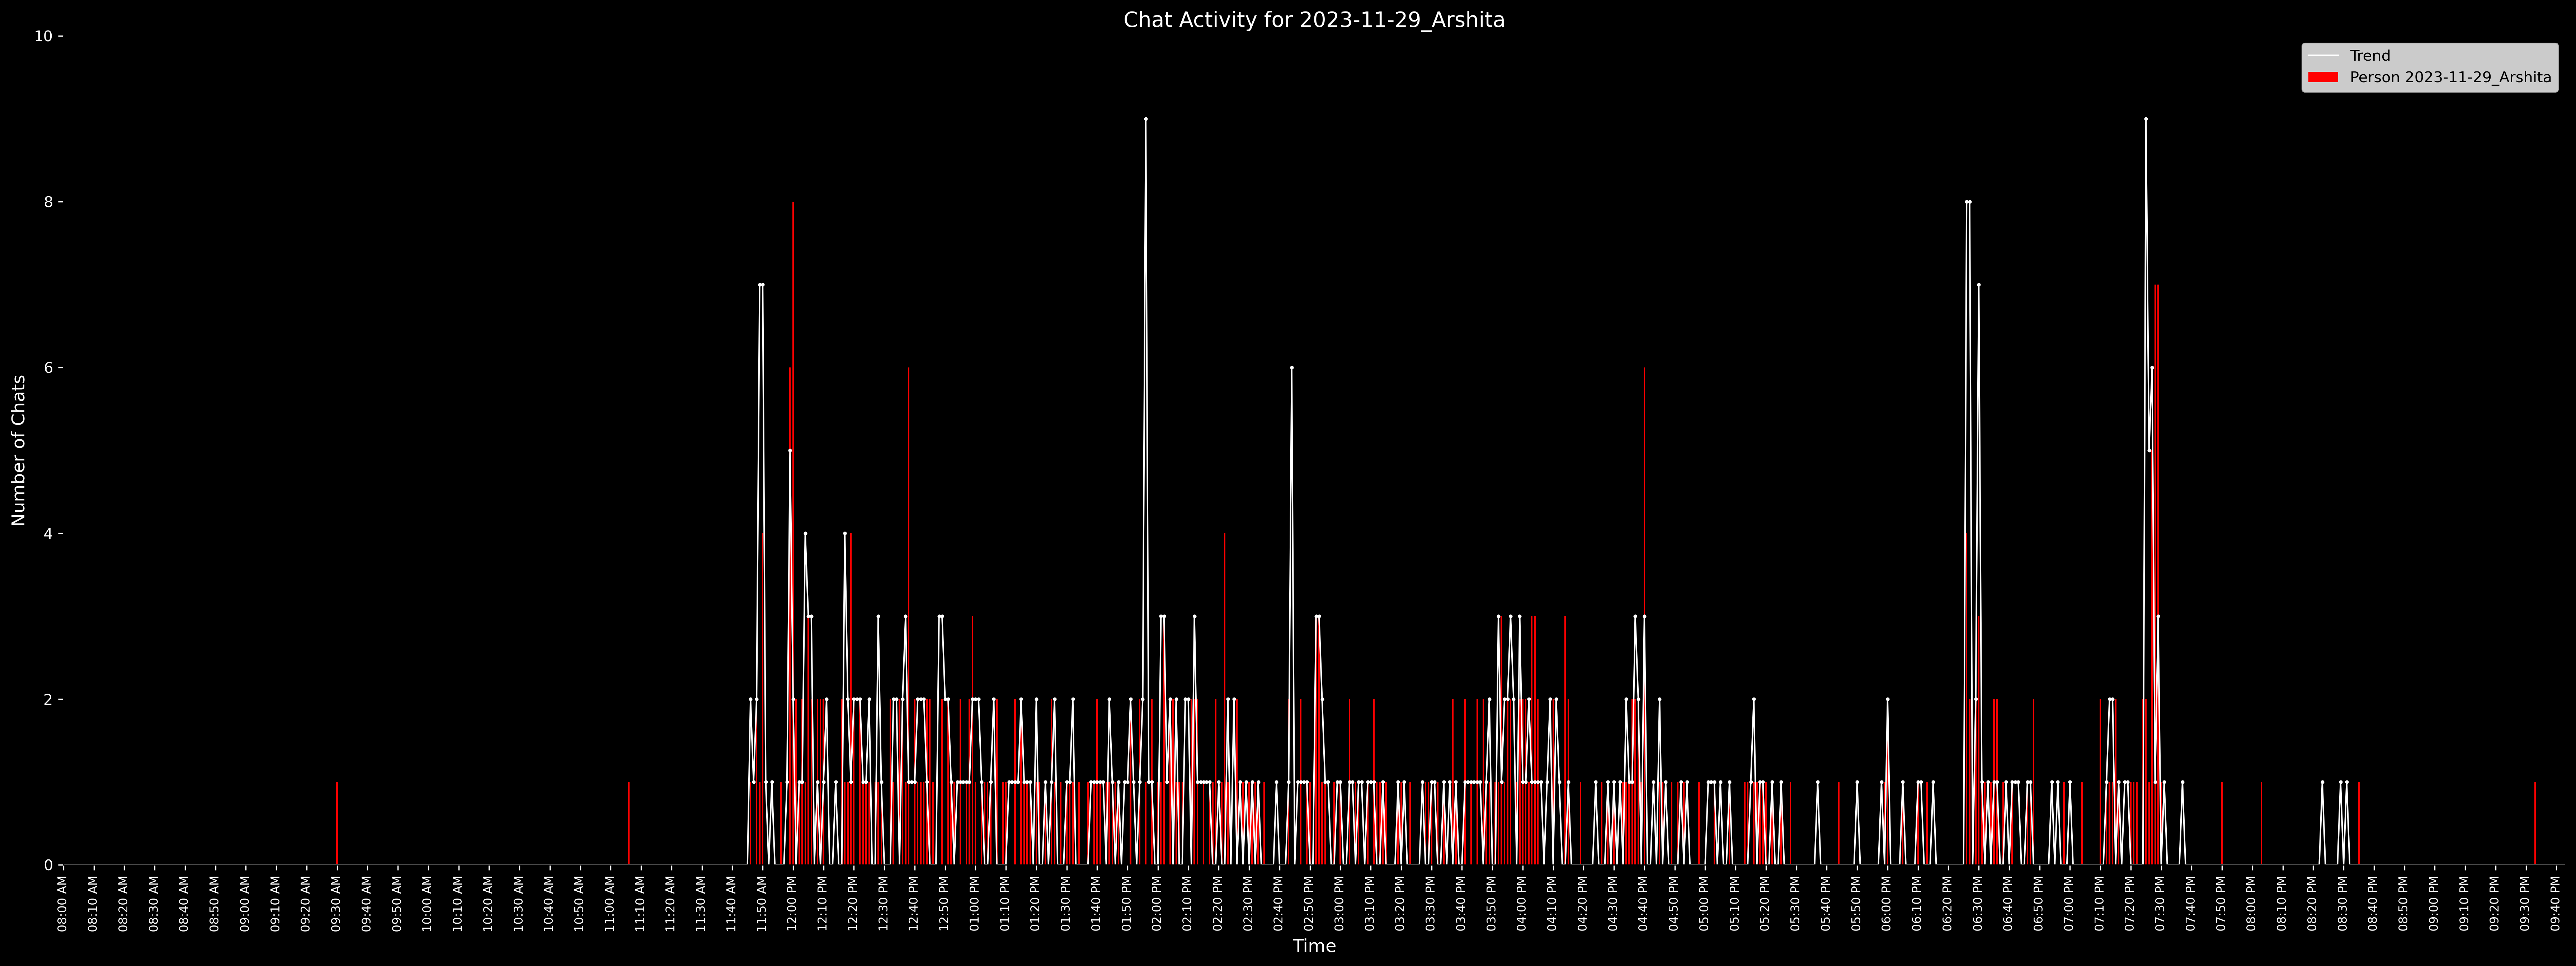 Chat Activity for 2023-11-29_Arshita
Trend
Person 2023-11-29_Arshita
Number of Chats
10
8
6
4
2
0
08:00 AM
08:10 AM
08:20 AM
08:30 AM
08:40 AM
08:50 AM
09:00 AM
09:10 AM
09:20 AM
09:30 AM
09:40 AM
09:50 AM
10:00 AM
10:10 AM
10:20 AM
10:30 AM
10:40 AM
10:50 AM
11:00 AM
11:10 AM
11:20 AM
11:30 AM
11:40 AM
11:50 AM
12:00 PM
12:10 PM
12:20 PM
12:30 PM
12:40 PM
12:50 PM
01:00 PM
01:10 PM
01:20 PM
01:30 PM
01:40 PM
01:50 PM
02:00 PM
02:10 PM
02:20 PM
02:30 PM
02:40 PM
02:50 PM
03:00 PM
03:10 PM
03:20 PM
03:30 PM
03:40 PM
03:50 PM
04:00 PM
04:10 PM
04:20 PM
04:30 PM
04:40 PM
04:50 PM
05:00 PM
05:10 PM
05:20 PM
05:30 PM
05:40 PM
05:50 PM
06:00 PM
06:10 PM
06:20 PM
06:30 PM
06:40 PM
06:50 PM
07:00 PM
07:10 PM
07:20 PM
07:30 PM
07:40 PM
07:50 PM
08:00 PM
08:10 PM
08:20 PM
08:30 PM
08:40 PM
08:50 PM
09:00 PM
09:10 PM
09:20 PM
09:30 PM
09:40 PM
Time